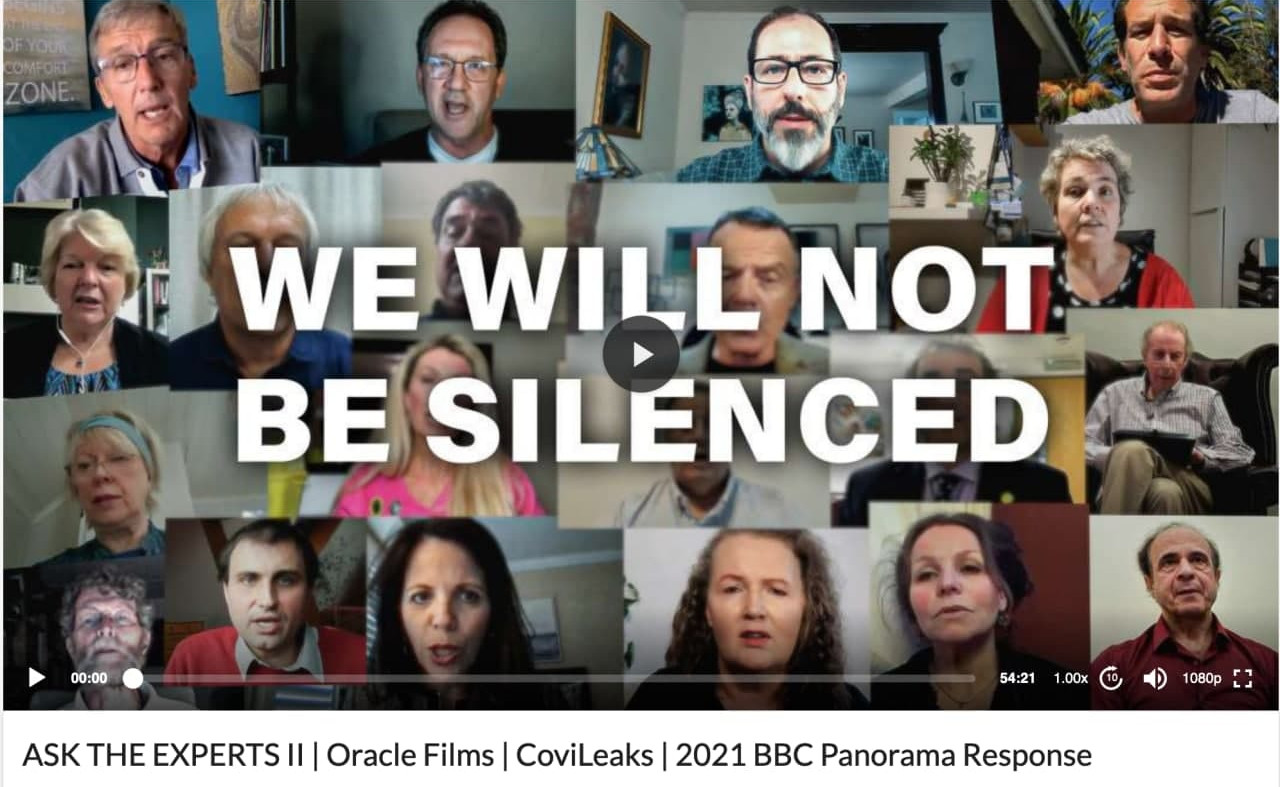 BEGINS
OF YOUR
COMFORT
ZONE.
WE WILL NOT
BE SILENCED
00:00
54:21
1.00x
10
1080p
ASK THE EXPERTS II | Oracle Films | CoviLeaks | 2021 BBC Panorama Response